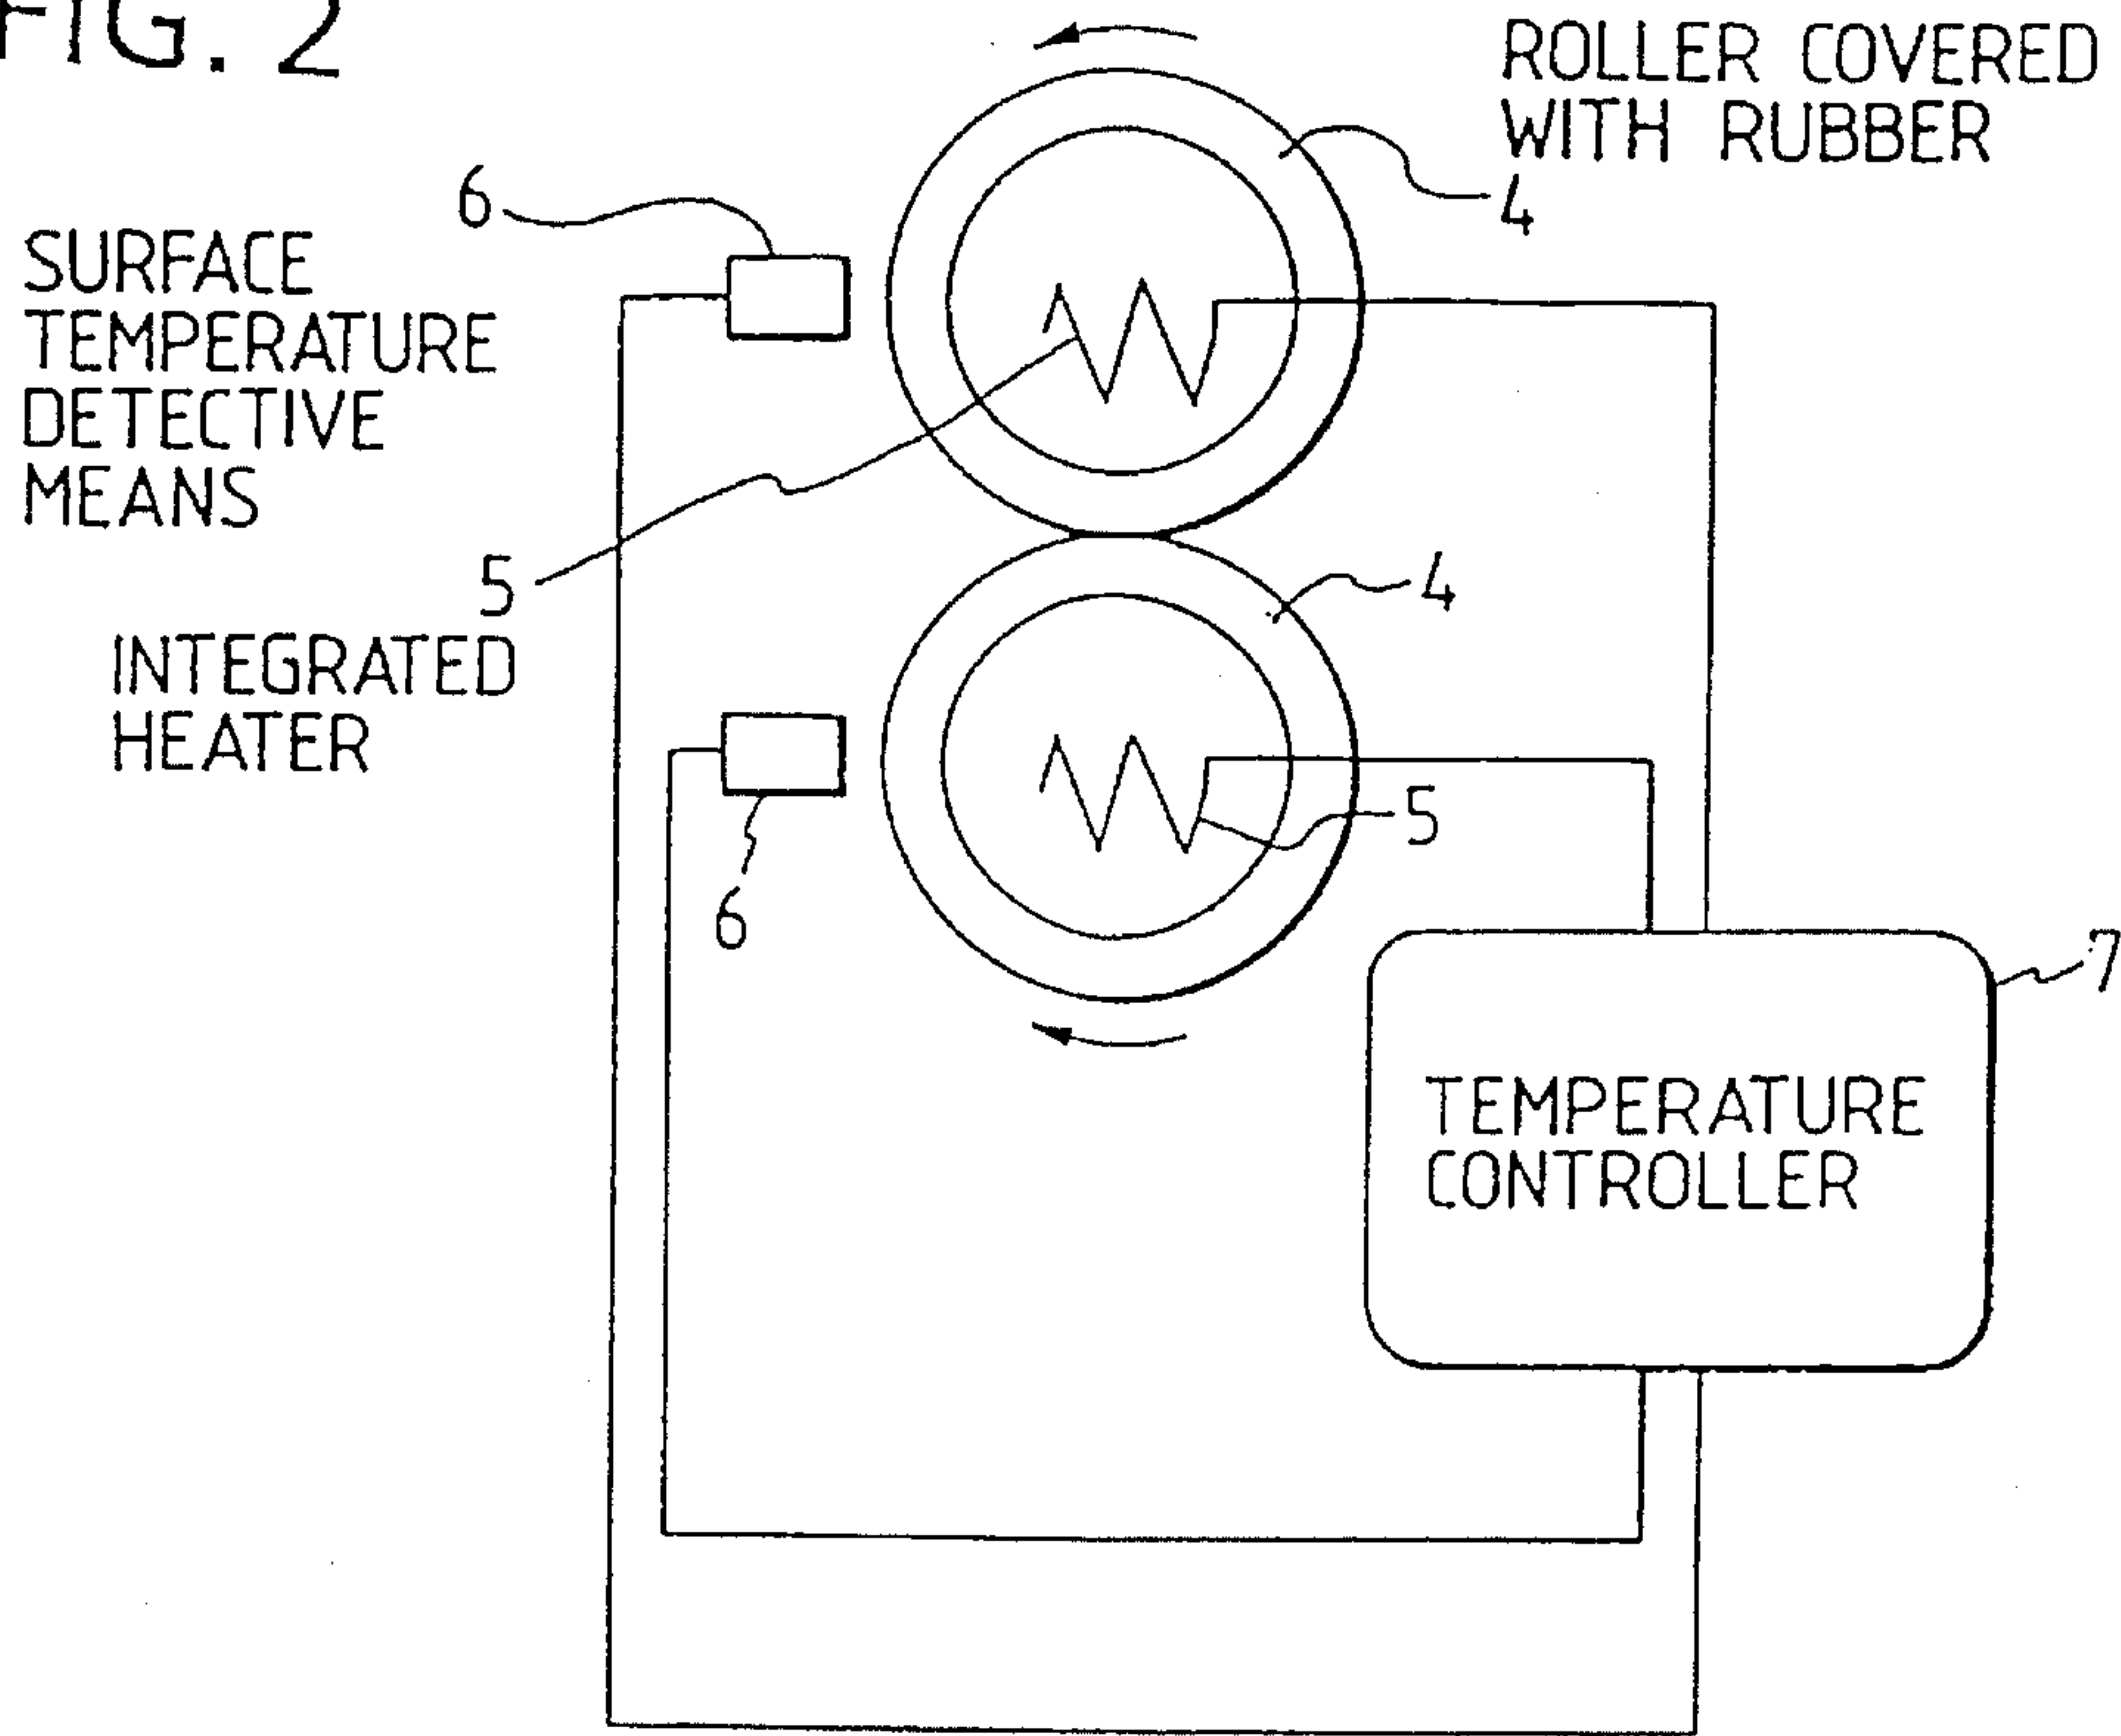 FIG. 2
ROLLER COVERED
WITH RUBBER
4
6
SURFACE
TEMPERATURE
DETECTIVE
MEANS
5
INTEGRATED
HEATER
4
5
6
7
TEMPERATURE
CONTROLLER